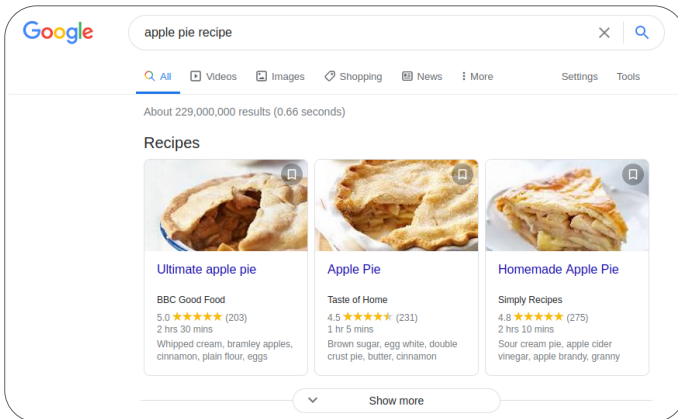 Google
apple pie recipe
All Videos Images Shopping News More Settings Tools
About 229,000,000 results (0.66 seconds)
Recipes
Ultimate apple pie
BBC Good Food
5.0 (203)
2 hrs 30 mins
Whipped cream, bramley apples,
cinnamon, plain flour, eggs
Apple Pie
Taste of Home
4.5 (231)
1 hr 5 mins
Brown sugar, egg white, double
crust pie, butter, cinnamon
Homemade Apple Pie
Simply Recipes
4.8 (275)
2 hrs 10 mins
Sour cream pie, apple cider
vinegar, apple brandy, granny
Show more